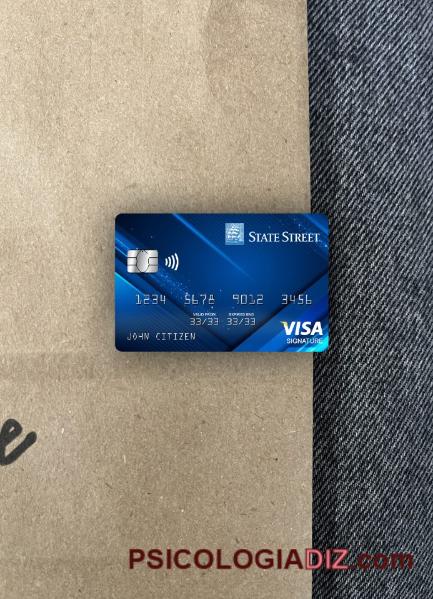 STATE STREET
1234 5678 9012 3456
VALID FROM EXPIRES END
33/33 33/33
JOHN CITIZEN
VISA
SIGNATURE
e
PSICOLOGIADIZ.com